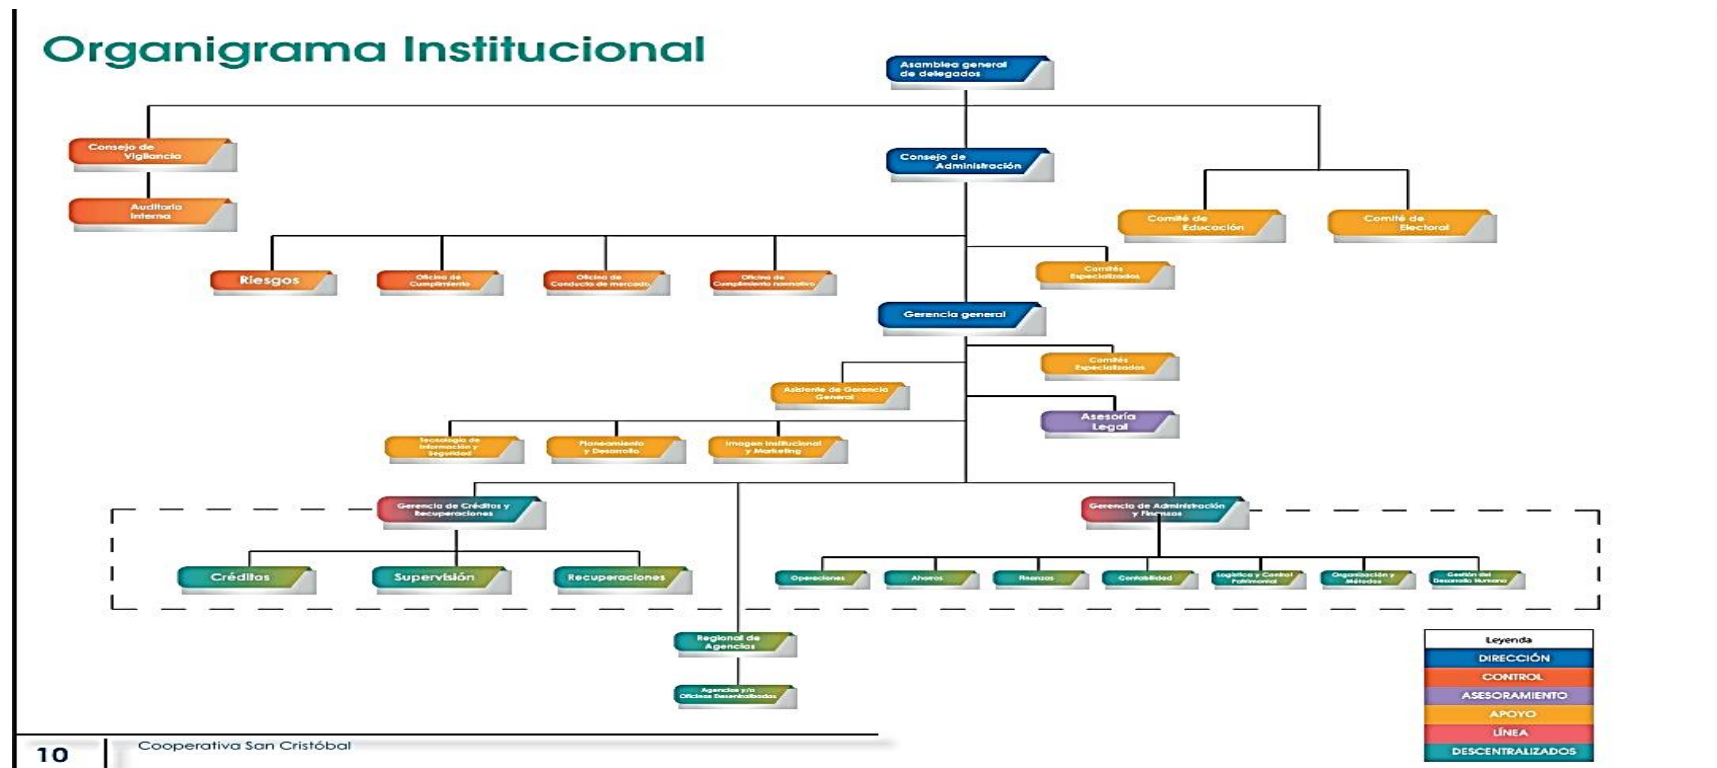 Organigrama Institucional
Asamblea general
de delegados
Consejo de
Vigilancia
Consejo de
Administración
Auditoría
Interna
Comité de
Educación
Comité de
Electoral
Riesgos
Oficina de
Cumplimiento
Oficina de
Conducta de mercado
Oficina de
Cumplimiento normativo
Comités
Especializados
Gerencia general
Comités
Especializados
Asistente de Gerencia
General
Asesoría
Legal
Tecnología de
Información y
Seguridad
Planeamiento
y Desarrollo
Imagen Institucional
y Marketing
Gerencia de Créditos y
Recuperaciones
Gerencia de Administración
y Finanzas
Créditos
Supervisión
Recuperaciones
Operaciones
Ahorros
Finanzas
Contabilidad
Logística y Control
Patrimonial
Organización y
Métodos
Gestión del
Desarrollo Humano
Regional de
Agencias
Agencias y/o
Oficinas Desentralizadas
Leyenda
DIRECCIÓN
CONTROL
ASESORAMIENTO
APOYO
LÍNEA
DESCENTRALIZADOS
10
Cooperativa San Cristóbal